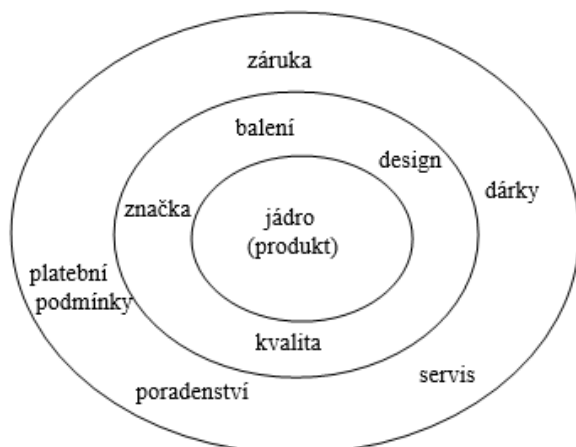 záruka
balení
design
dárky
značka
jádro
(produkt)
platební
podmínky
kvalita
servis
poradenství